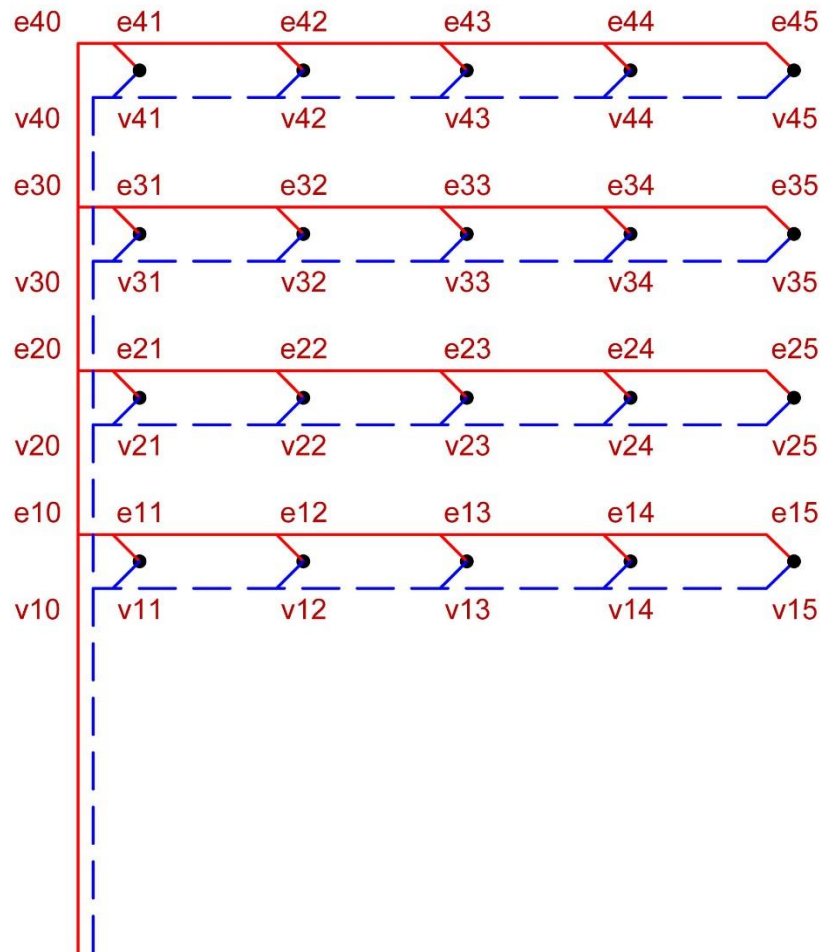 e40 e41 e42 e43 e44 e45
v40 v41 v42 v43 v44 v45
e30 e31 e32 e33 e34 e35
v30 v31 v32 v33 v34 v35
e20 e21 e22 e23 e24 e25
v20 v21 v22 v23 v24 v25
e10 e11 e12 e13 e14 e15
v10 v11 v12 v13 v14 v15